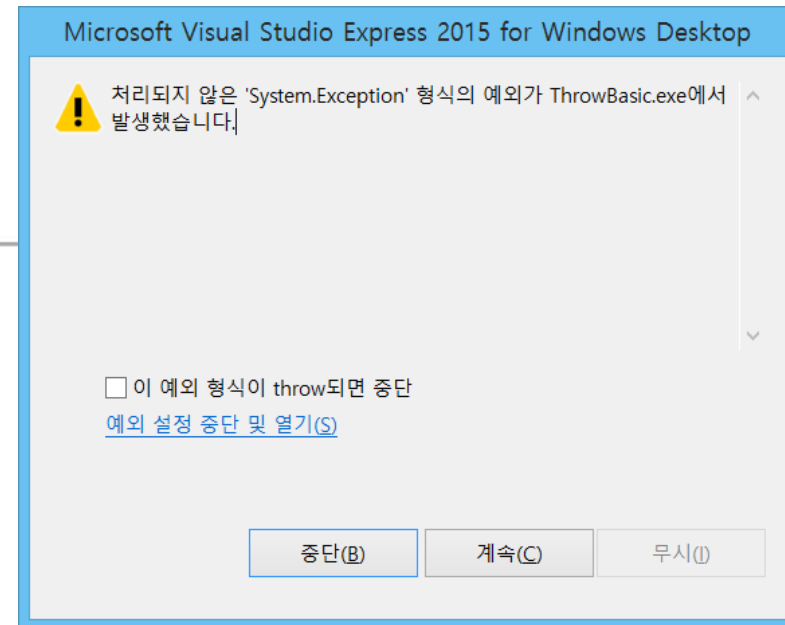 Microsoft Visual Studio Express 2015 for Windows Desktop
처리되지 않은 'System.Exception' 형식의 예외가 ThrowBasic.exe에서
발생했습니다.
이 예외 형식이 throw되면 중단
예외 설정 중단 및 열기(S)
중단(B) 계속(C) 무시(I)